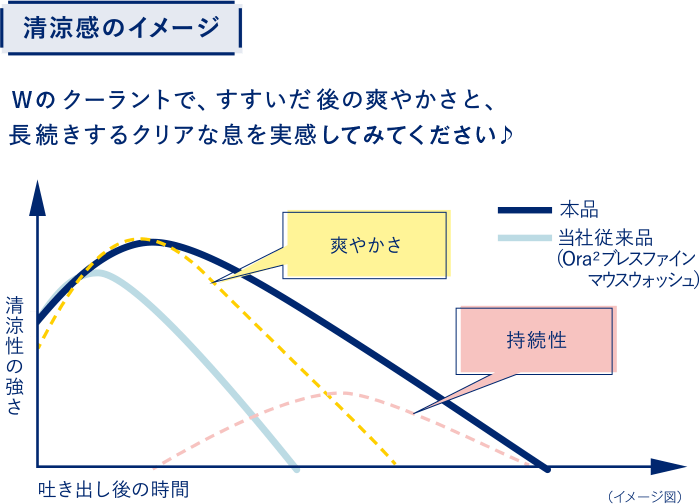 清涼感のイメージ
Wのクーラントで、すすいだ後の爽やかさと、
長続きするクリアな息を実感してみてください♪
本品
当社従来品
(Ora²ブレスファイン
マウスウォッシュ)
爽やかさ
持続性
清涼性の強さ
吐き出し後の時間
(イメージ図)